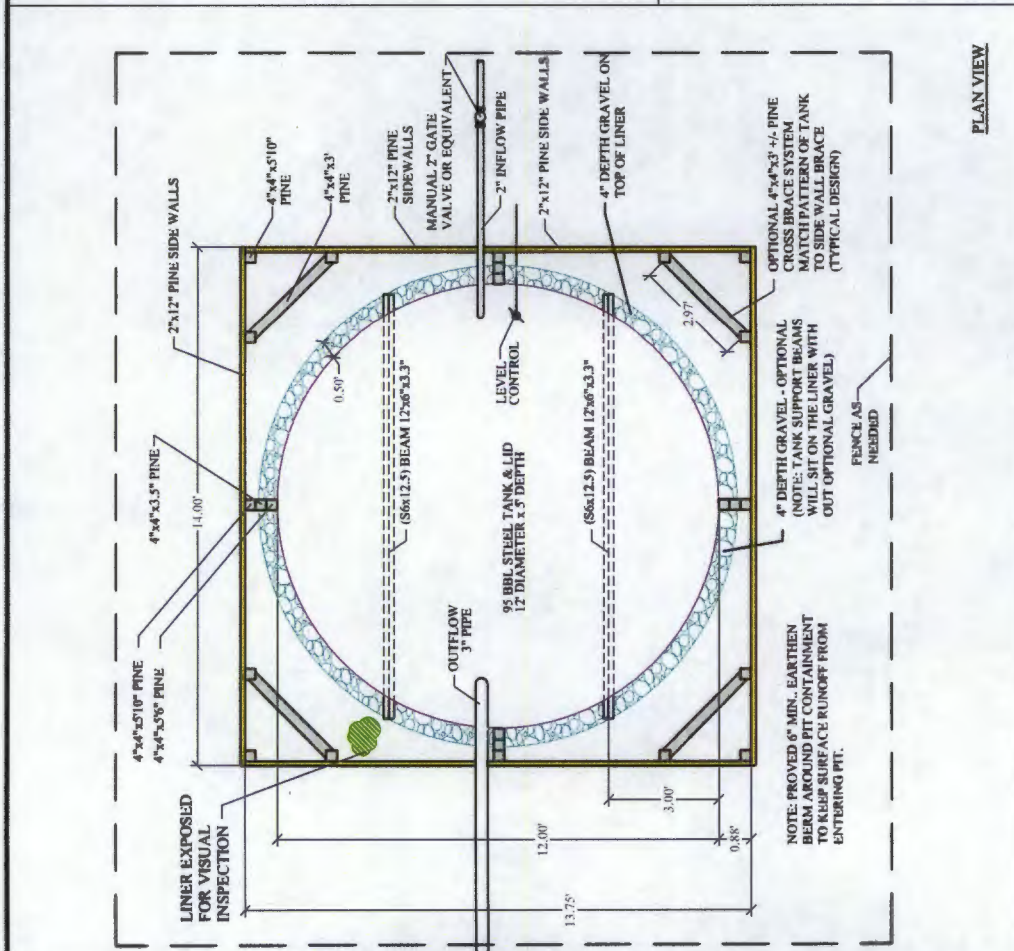 PLAN VIEW
4"x4"x5'10" PINE
4"x4"x5'6" PINE
4"x4"x3.5" PINE
2"x12" PINE SIDE WALLS
4"x4"x5'10"
PINE
4"x4"x3'
PINE
2"x12" PINE
SIDEWALLS
MANUAL 2" GATE
VALVE OR EQUIVALENT
2" INFLOW PIPE
2"x12" PINE SIDE WALLS
4" DEPTH GRAVEL ON
TOP OF LINER
14.00'
0.50'
(S6x12.5) BEAM 12'x6"x3.3"
LEVEL
CONTROL
95 BBL STEEL TANK & LID
12' DIAMETER x 5' DEPTH
OUTFLOW
3" PIPE
(S6x12.5) BEAM 12'x6"x3.3"
2.97'
OPTIONAL 4"x4"x3' +/- PINE
CROSS BRACE SYSTEM
MATCH PATTERN OF TANK
TO SIDE WALL BRACE
(TYPICAL DESIGN)
LINER EXPOSED
FOR VISUAL
INSPECTION
13.75'
12.00'
3.00'
0.88'
4" DEPTH GRAVEL - OPTIONAL
(NOTE: TANK SUPPORT BEAMS
WILL SIT ON THE LINER WITH
OUT OPTIONAL GRAVEL)
NOTE: PROVED 6" MIN.. EARTHEN
BERM AROUND PIT CONTAINMENT
TO KEEP SURFACE RUNOFF FROM
ENTERING PIT.
FENCE AS
NEEDED